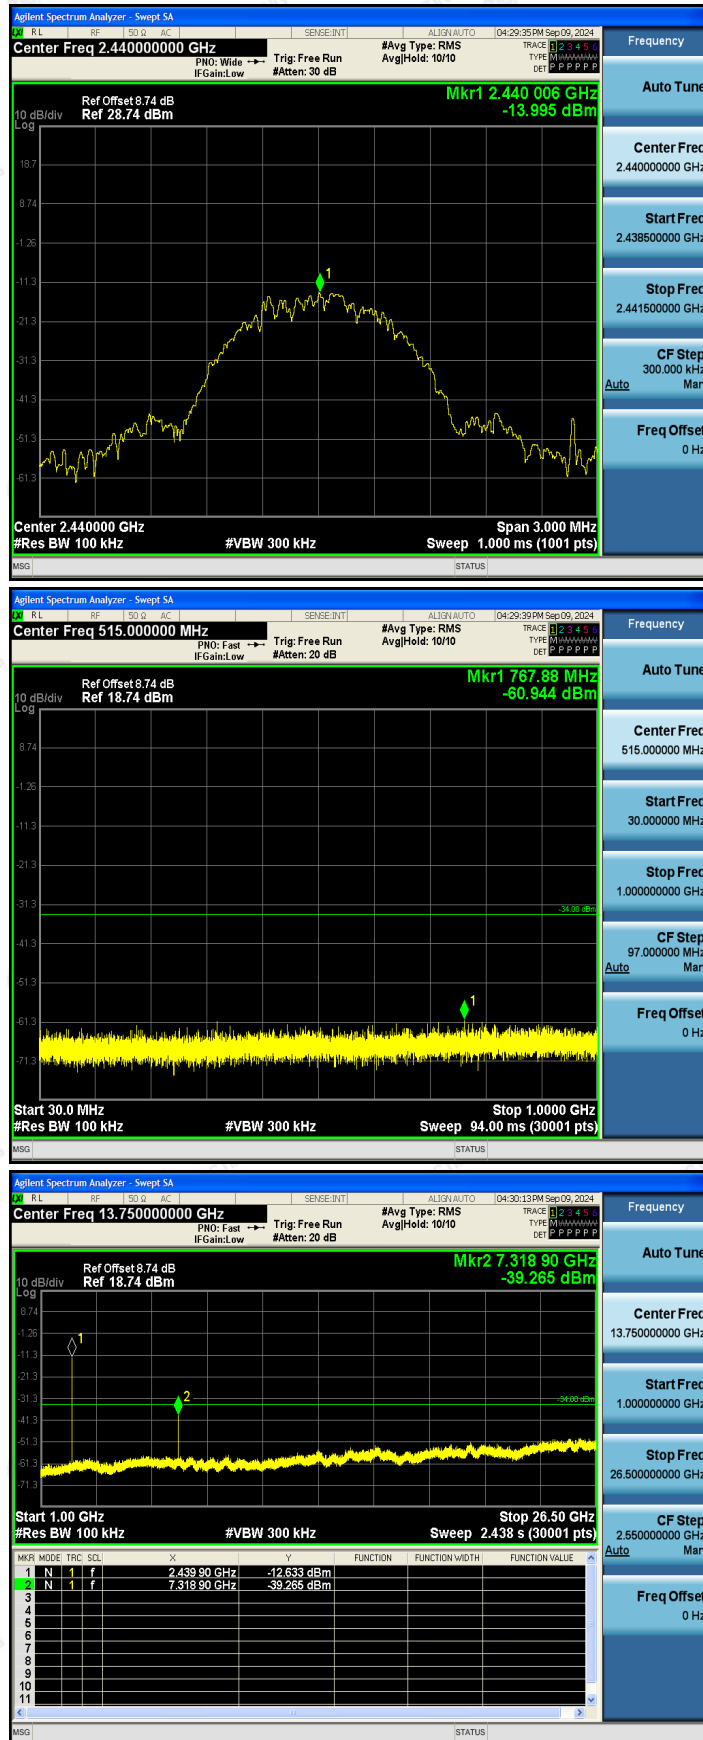 Agilent Spectrum Analyzer - Swept SA
LXI RL RF 50 Ω AC SENSE:INT ALIGNAUTO 04:29:35 PM Sep 09, 2024
Center Freq 2.440000000 GHz
#Avg Type: RMS
TRACE 1 2 3 4 5 6
PNO: Wide
Trig: Free Run
Avg|Hold: 10/10
TYPE MWWWWW
IFGain:Low
#Atten: 30 dB
DET P P P P P P
Ref Offset 8.74 dB
Mkr1 2.440 006 GHz
10 dB/div Ref 28.74 dBm
-13.995 dBm
Log
18.7
8.74
-1.26
-11.3
1
-21.3
-31.3
-41.3
-51.3
-61.3
Center 2.440000 GHz
Span 3.000 MHz
#Res BW 100 kHz
#VBW 300 kHz
Sweep 1.000 ms (1001 pts)
MSG
STATUS
Frequency
Auto Tune
Center Freq
2.440000000 GHz
Start Freq
2.438500000 GHz
Stop Freq
2.441500000 GHz
CF Step
300.000 kHz
Auto Man
Freq Offset
0 Hz
Agilent Spectrum Analyzer - Swept SA
LXI RL RF 50 Ω AC SENSE:INT ALIGNAUTO 04:29:39 PM Sep 09, 2024
Center Freq 515.000000 MHz
#Avg Type: RMS
TRACE 1 2 3 4 5 6
PNO: Fast
Trig: Free Run
Avg|Hold: 10/10
TYPE MWWWWW
IFGain:Low
#Atten: 20 dB
DET P P P P P P
Ref Offset 8.74 dB
Mkr1 767.88 MHz
10 dB/div Ref 18.74 dBm
-60.944 dBm
Log
8.74
-1.26
-11.3
-21.3
-31.3
-34.00 dBm
-41.3
-51.3
1
-61.3
-71.3
Start 30.0 MHz
Stop 1.0000 GHz
#Res BW 100 kHz
#VBW 300 kHz
Sweep 94.00 ms (30001 pts)
MSG
STATUS
Frequency
Auto Tune
Center Freq
515.000000 MHz
Start Freq
30.000000 MHz
Stop Freq
1.000000000 GHz
CF Step
97.000000 MHz
Auto Man
Freq Offset
0 Hz
Agilent Spectrum Analyzer - Swept SA
LXI RL RF 50 Ω AC SENSE:INT ALIGNAUTO 04:30:13 PM Sep 09, 2024
Center Freq 13.750000000 GHz
#Avg Type: RMS
TRACE 1 2 3 4 5 6
PNO: Fast
Trig: Free Run
Avg|Hold: 10/10
TYPE MWWWWW
IFGain:Low
#Atten: 20 dB
DET P P P P P P
Ref Offset 8.74 dB
Mkr2 7.318 90 GHz
10 dB/div Ref 18.74 dBm
-39.265 dBm
Log
8.74
-1.26
1
-11.3
-21.3
-31.3
2
-34.00 dBm
-41.3
-51.3
-61.3
-71.3
Start 1.00 GHz
Stop 26.50 GHz
#Res BW 100 kHz
#VBW 300 kHz
Sweep 2.438 s (30001 pts)
MKR MODE TRC SCL X Y FUNCTION FUNCTION WIDTH FUNCTION VALUE
1 N 1 f 2.439 90 GHz -12.633 dBm
2 N 1 f 7.318 90 GHz -39.265 dBm
3
4
5
6
7
8
9
10
11
MSG
STATUS
Frequency
Auto Tune
Center Freq
13.750000000 GHz
Start Freq
1.000000000 GHz
Stop Freq
26.500000000 GHz
CF Step
2.550000000 GHz
Auto Man
Freq Offset
0 Hz